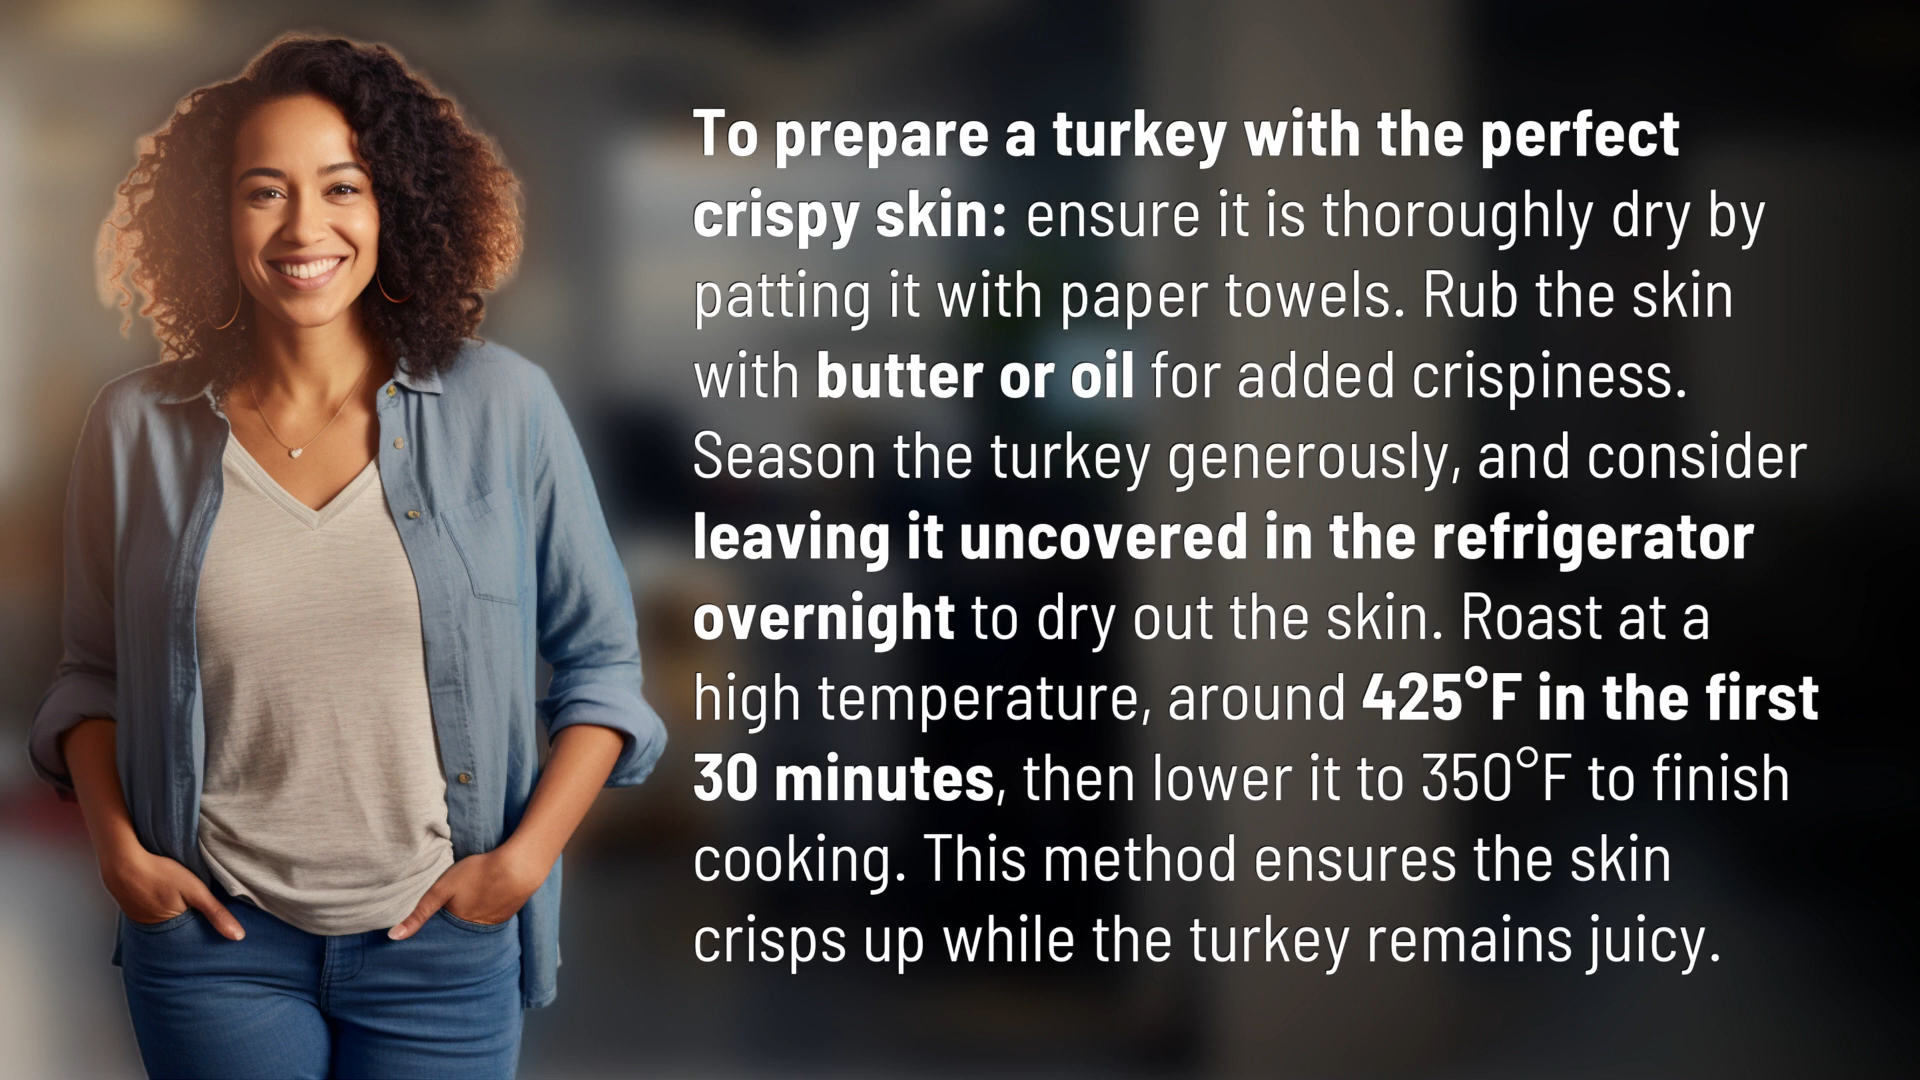 To prepare a turkey with the perfect
crispy skin: ensure it is thoroughly dry by
patting it with paper towels. Rub the skin
with butter or oil for added crispiness.
Season the turkey generously, and consider
leaving it uncovered in the refrigerator
overnight to dry out the skin. Roast at a
high temperature, around 425°F in the first
30 minutes, then lower it to 350°F to finish
cooking. This method ensures the skin
crisps up while the turkey remains juicy.